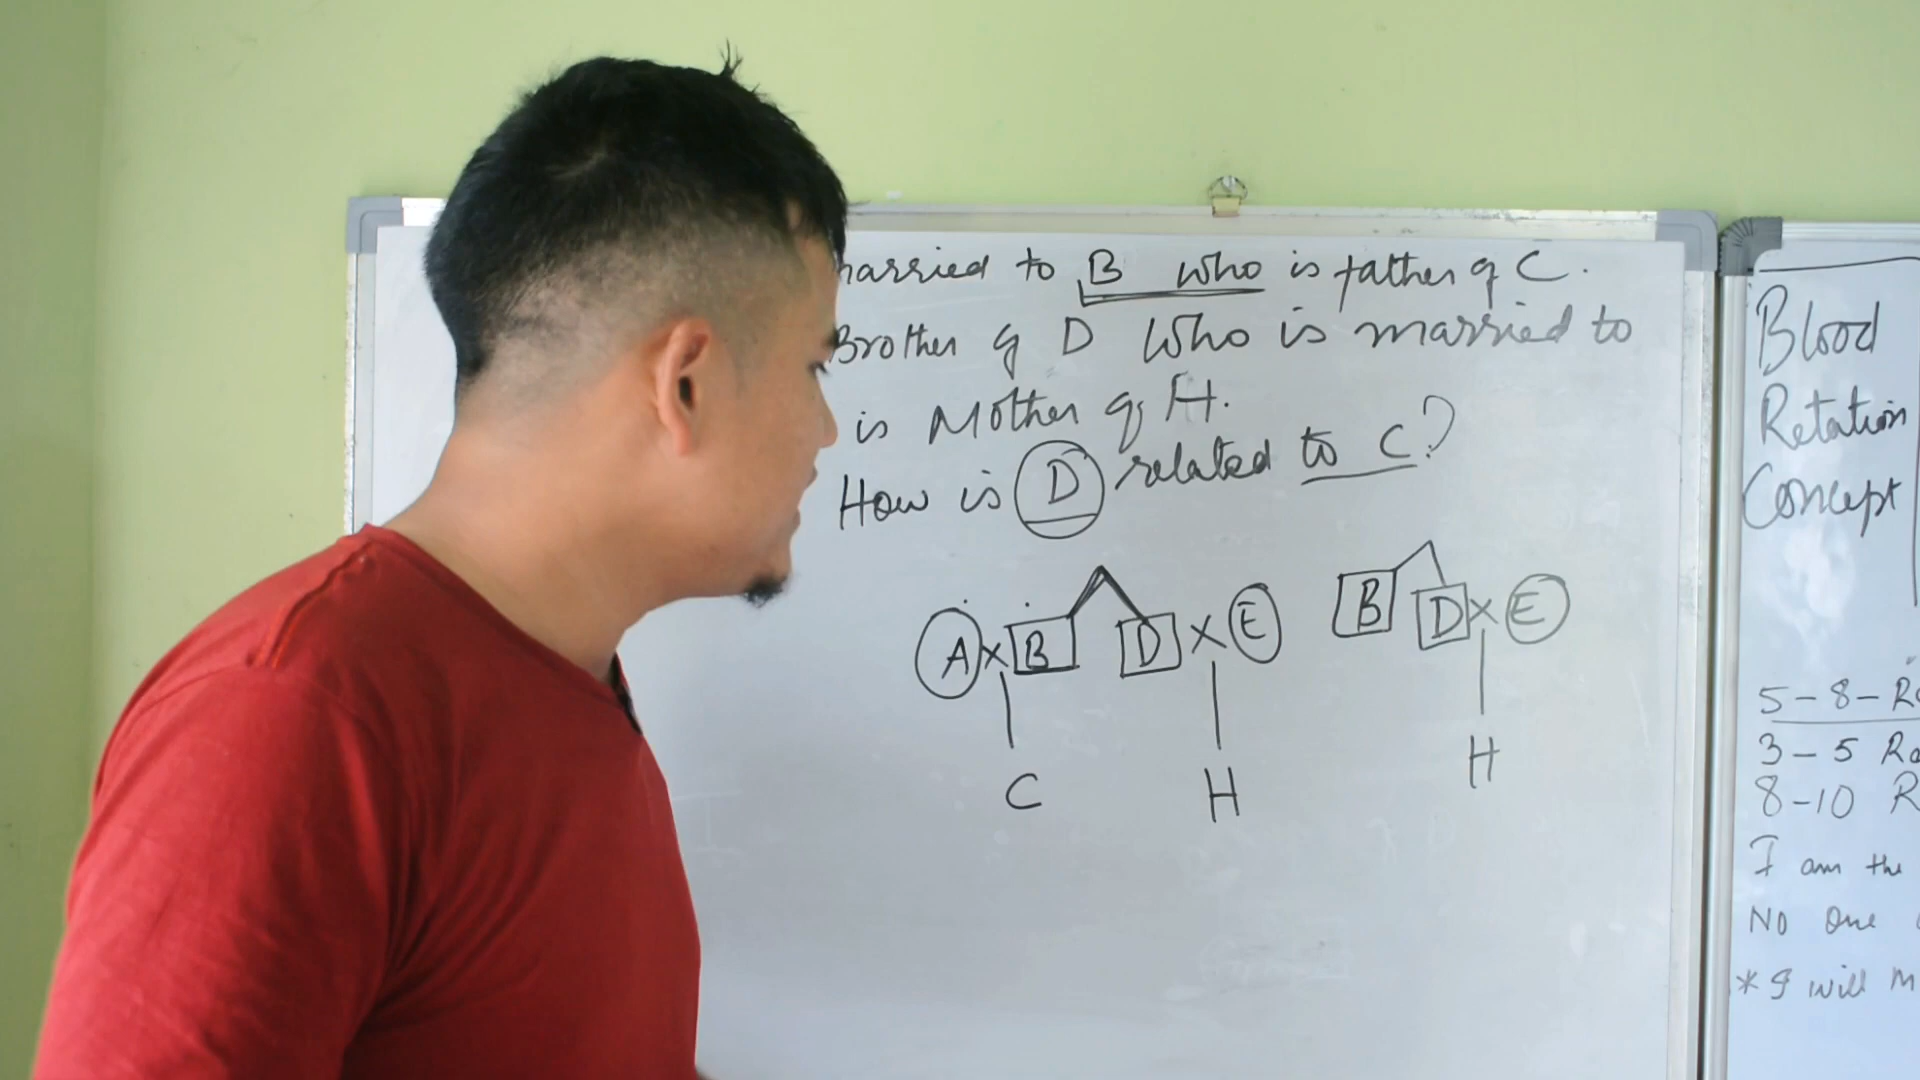 married to B who is father of C.
Brother of D who is married to
is Mother of H.
How is D related to C?
A x B D x E
C H
B D x E
H
Blood
Relation
Concept
5-8-
3-5
8-10 R
I am the
No One
* I will